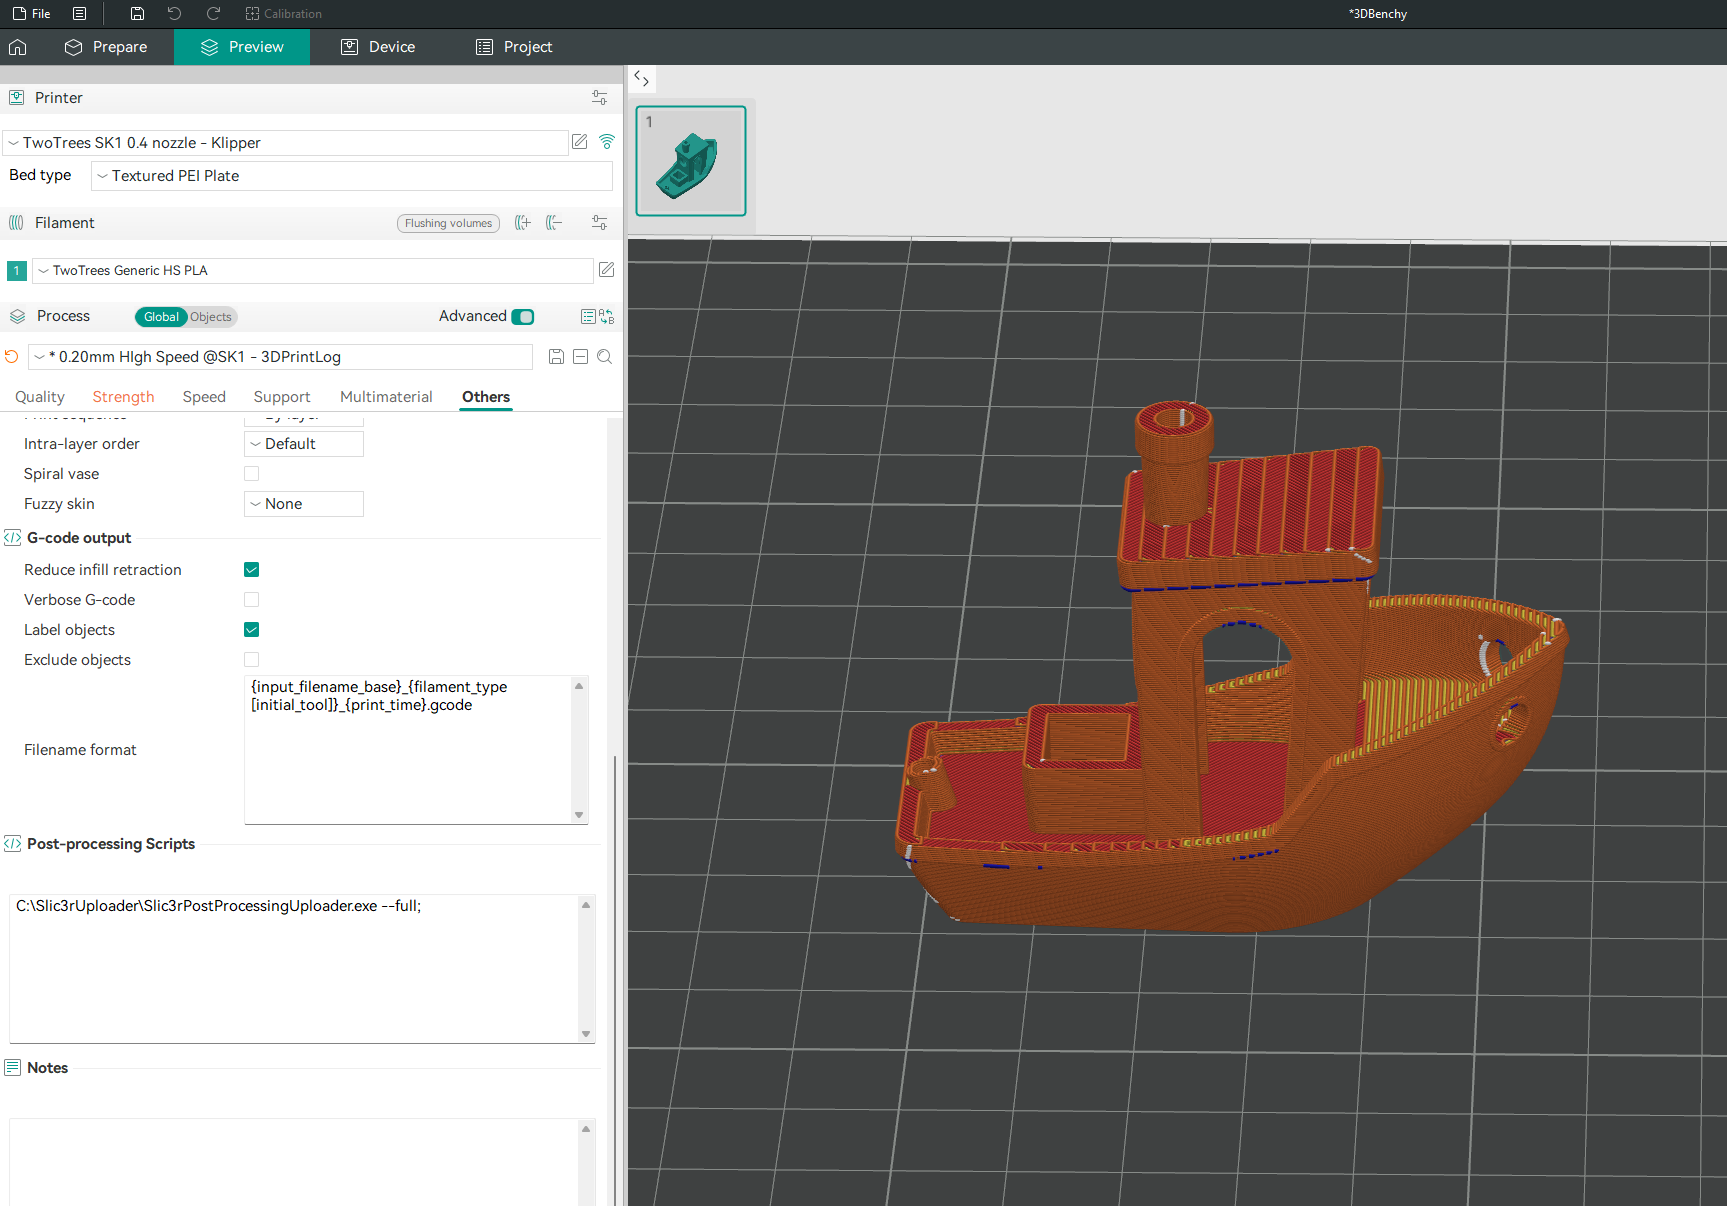 File
Calibration
*3DBenchy
Prepare
Preview
Device
Project
Printer
TwoTrees SK1 0.4 nozzle - Klipper
Bed type
Textured PEI Plate
Filament
Flushing volumes
1
TwoTrees Generic HS PLA
Process
Global
Objects
Advanced
* 0.20mm HIgh Speed @SK1 - 3DPrintLog
Quality
Strength
Speed
Support
Multimaterial
Others
Print sequence
By layer
Intra-layer order
Default
Spiral vase
Fuzzy skin
None
G-code output
Reduce infill retraction
Verbose G-code
Label objects
Exclude objects
{input_filename_base}_{filament_type
[initial_tool]}_{print_time}.gcode
Filename format
Post-processing Scripts
C:\Slic3rUploader\Slic3rPostProcessingUploader.exe --full;
Notes
1